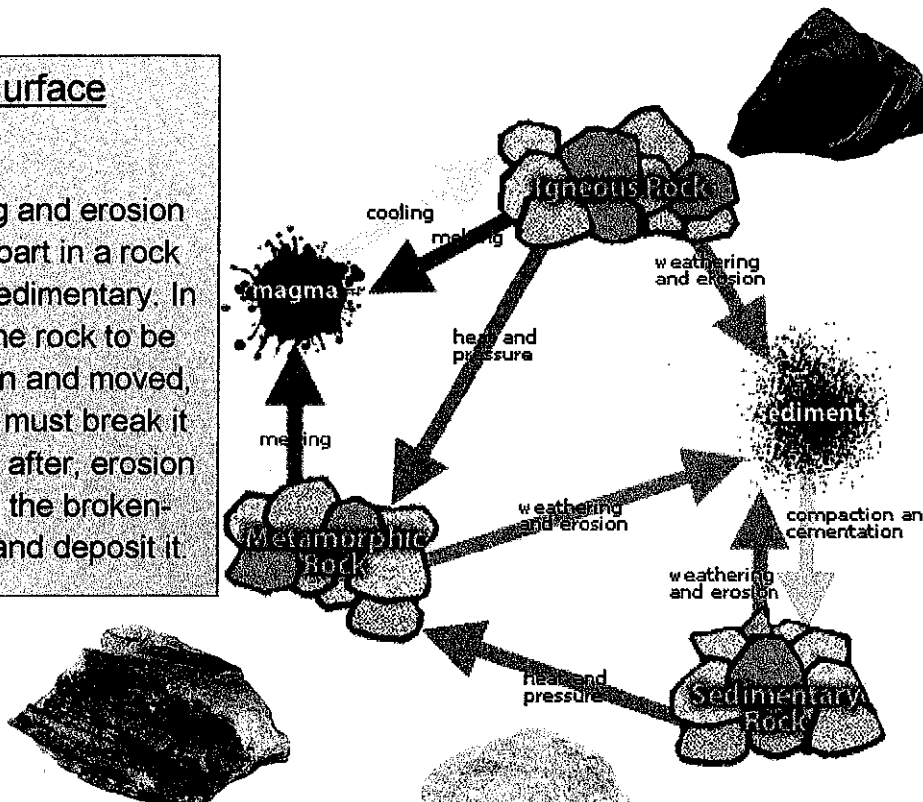 urface
g and erosion
part in a rock
edimentary. In
he rock to be
n and moved,
must break it
after, erosion
the broken-
and deposit it.
Igneous Rock
cooling
melting
magma
weathering
and erosion
heat and
pressure
ediments
melting
weathering
and erosion
compaction an
cementation
Metamorphic
Rock
weathering
and erosion
heat and
pressure
Sedimentary
Rock